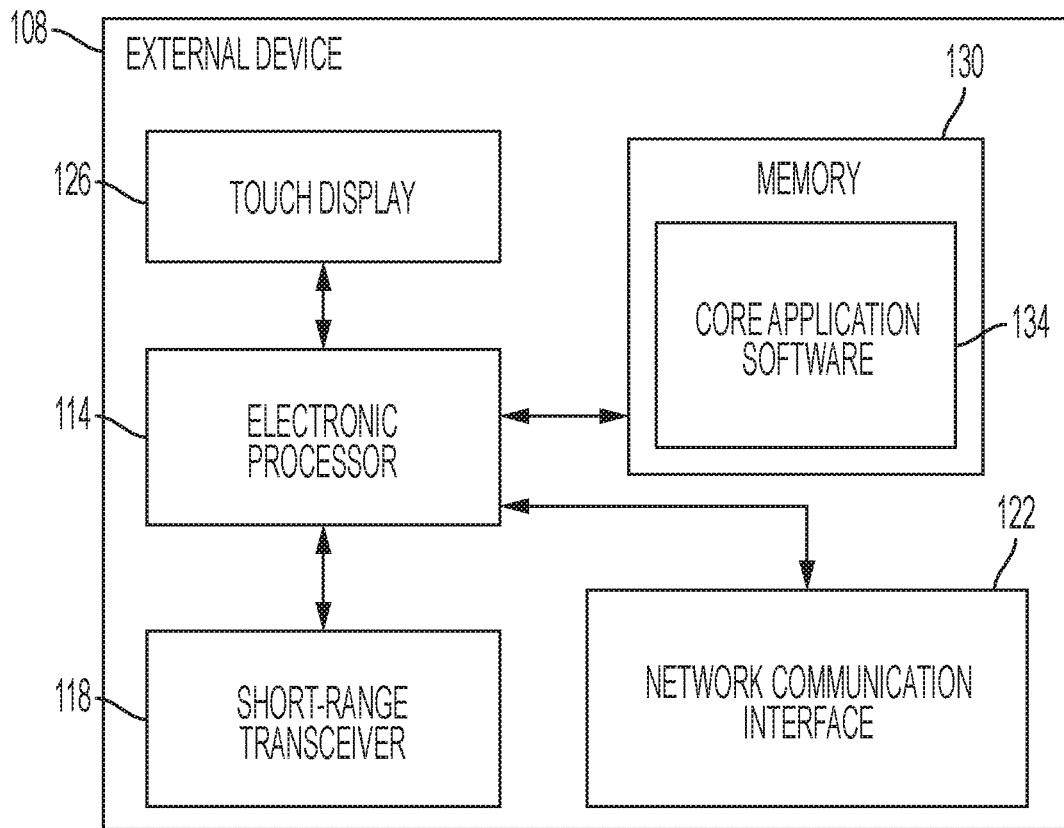 108
EXTERNAL DEVICE
130
126
TOUCH DISPLAY
MEMORY
CORE APPLICATION
SOFTWARE
134
114
ELECTRONIC
PROCESSOR
122
118
SHORT-RANGE
TRANSCEIVER
NETWORK COMMUNICATION
INTERFACE